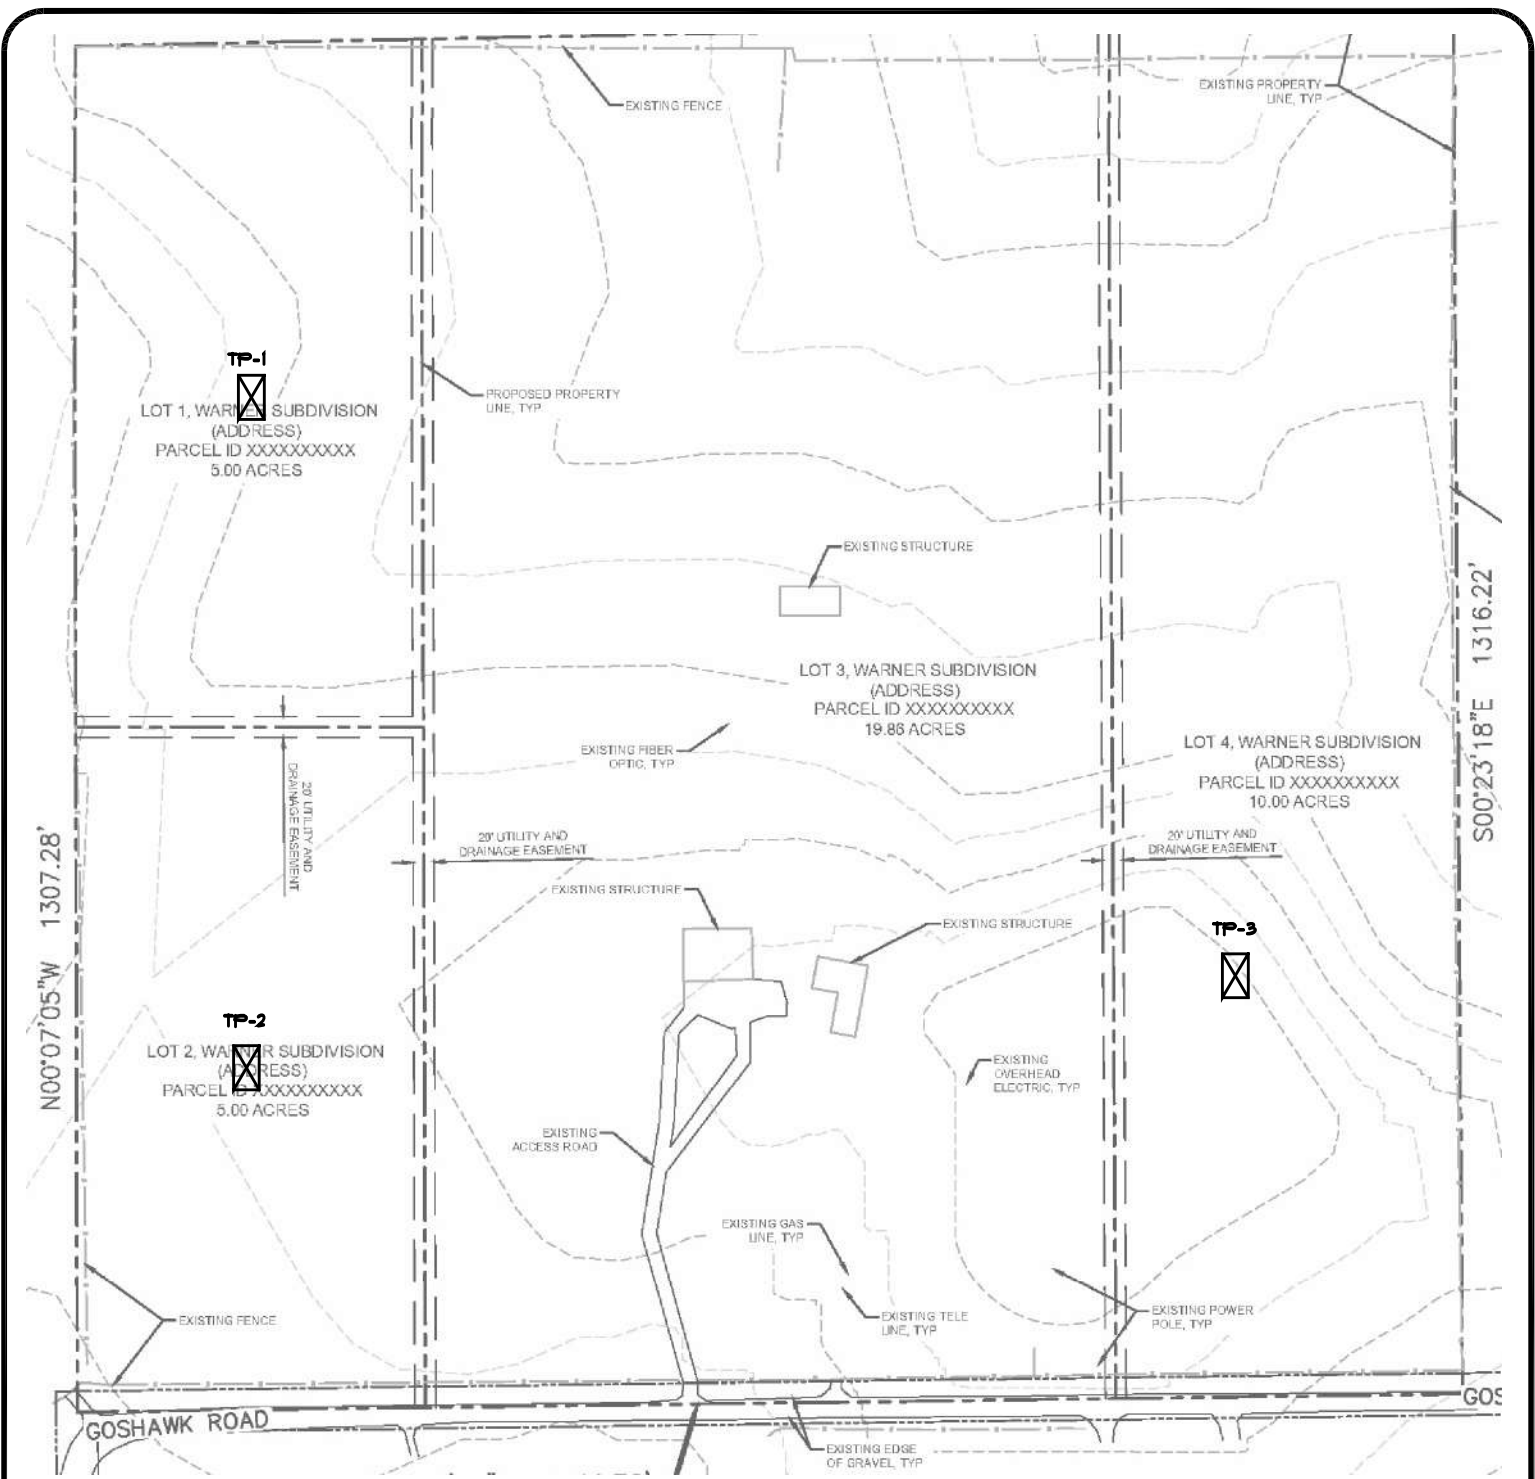 EXISTING FENCE
EXISTING PROPERTY
LINE, TYP
TP-1
LOT 1, WARNER SUBDIVISION
(ADDRESS)
PARCEL ID XXXXXXXXXX
5.00 ACRES
PROPOSED PROPERTY
LINE, TYP
EXISTING STRUCTURE
LOT 3, WARNER SUBDIVISION
(ADDRESS)
PARCEL ID XXXXXXXXXX
19.86 ACRES
S00°23'18"E 1316.22'
EXISTING FIBER
OPTIC, TYP
LOT 4, WARNER SUBDIVISION
(ADDRESS)
PARCEL ID XXXXXXXXXX
10.00 ACRES
20' UTILITY AND
DRAINAGE EASEMENT
20' UTILITY AND
DRAINAGE EASEMENT
20' UTILITY AND
DRAINAGE EASEMENT
N00°07'05"W 1307.28'
EXISTING STRUCTURE
EXISTING STRUCTURE
TP-3
TP-2
LOT 2, WARNER SUBDIVISION
(ADDRESS)
PARCEL ID XXXXXXXXXX
5.00 ACRES
EXISTING
OVERHEAD
ELECTRIC, TYP
EXISTING
ACCESS ROAD
EXISTING GAS
LINE, TYP
EXISTING TELE
LINE, TYP
EXISTING POWER
POLE, TYP
EXISTING FENCE
GOSHAWK ROAD
GOS
EXISTING EDGE
OF GRAVEL, TYP